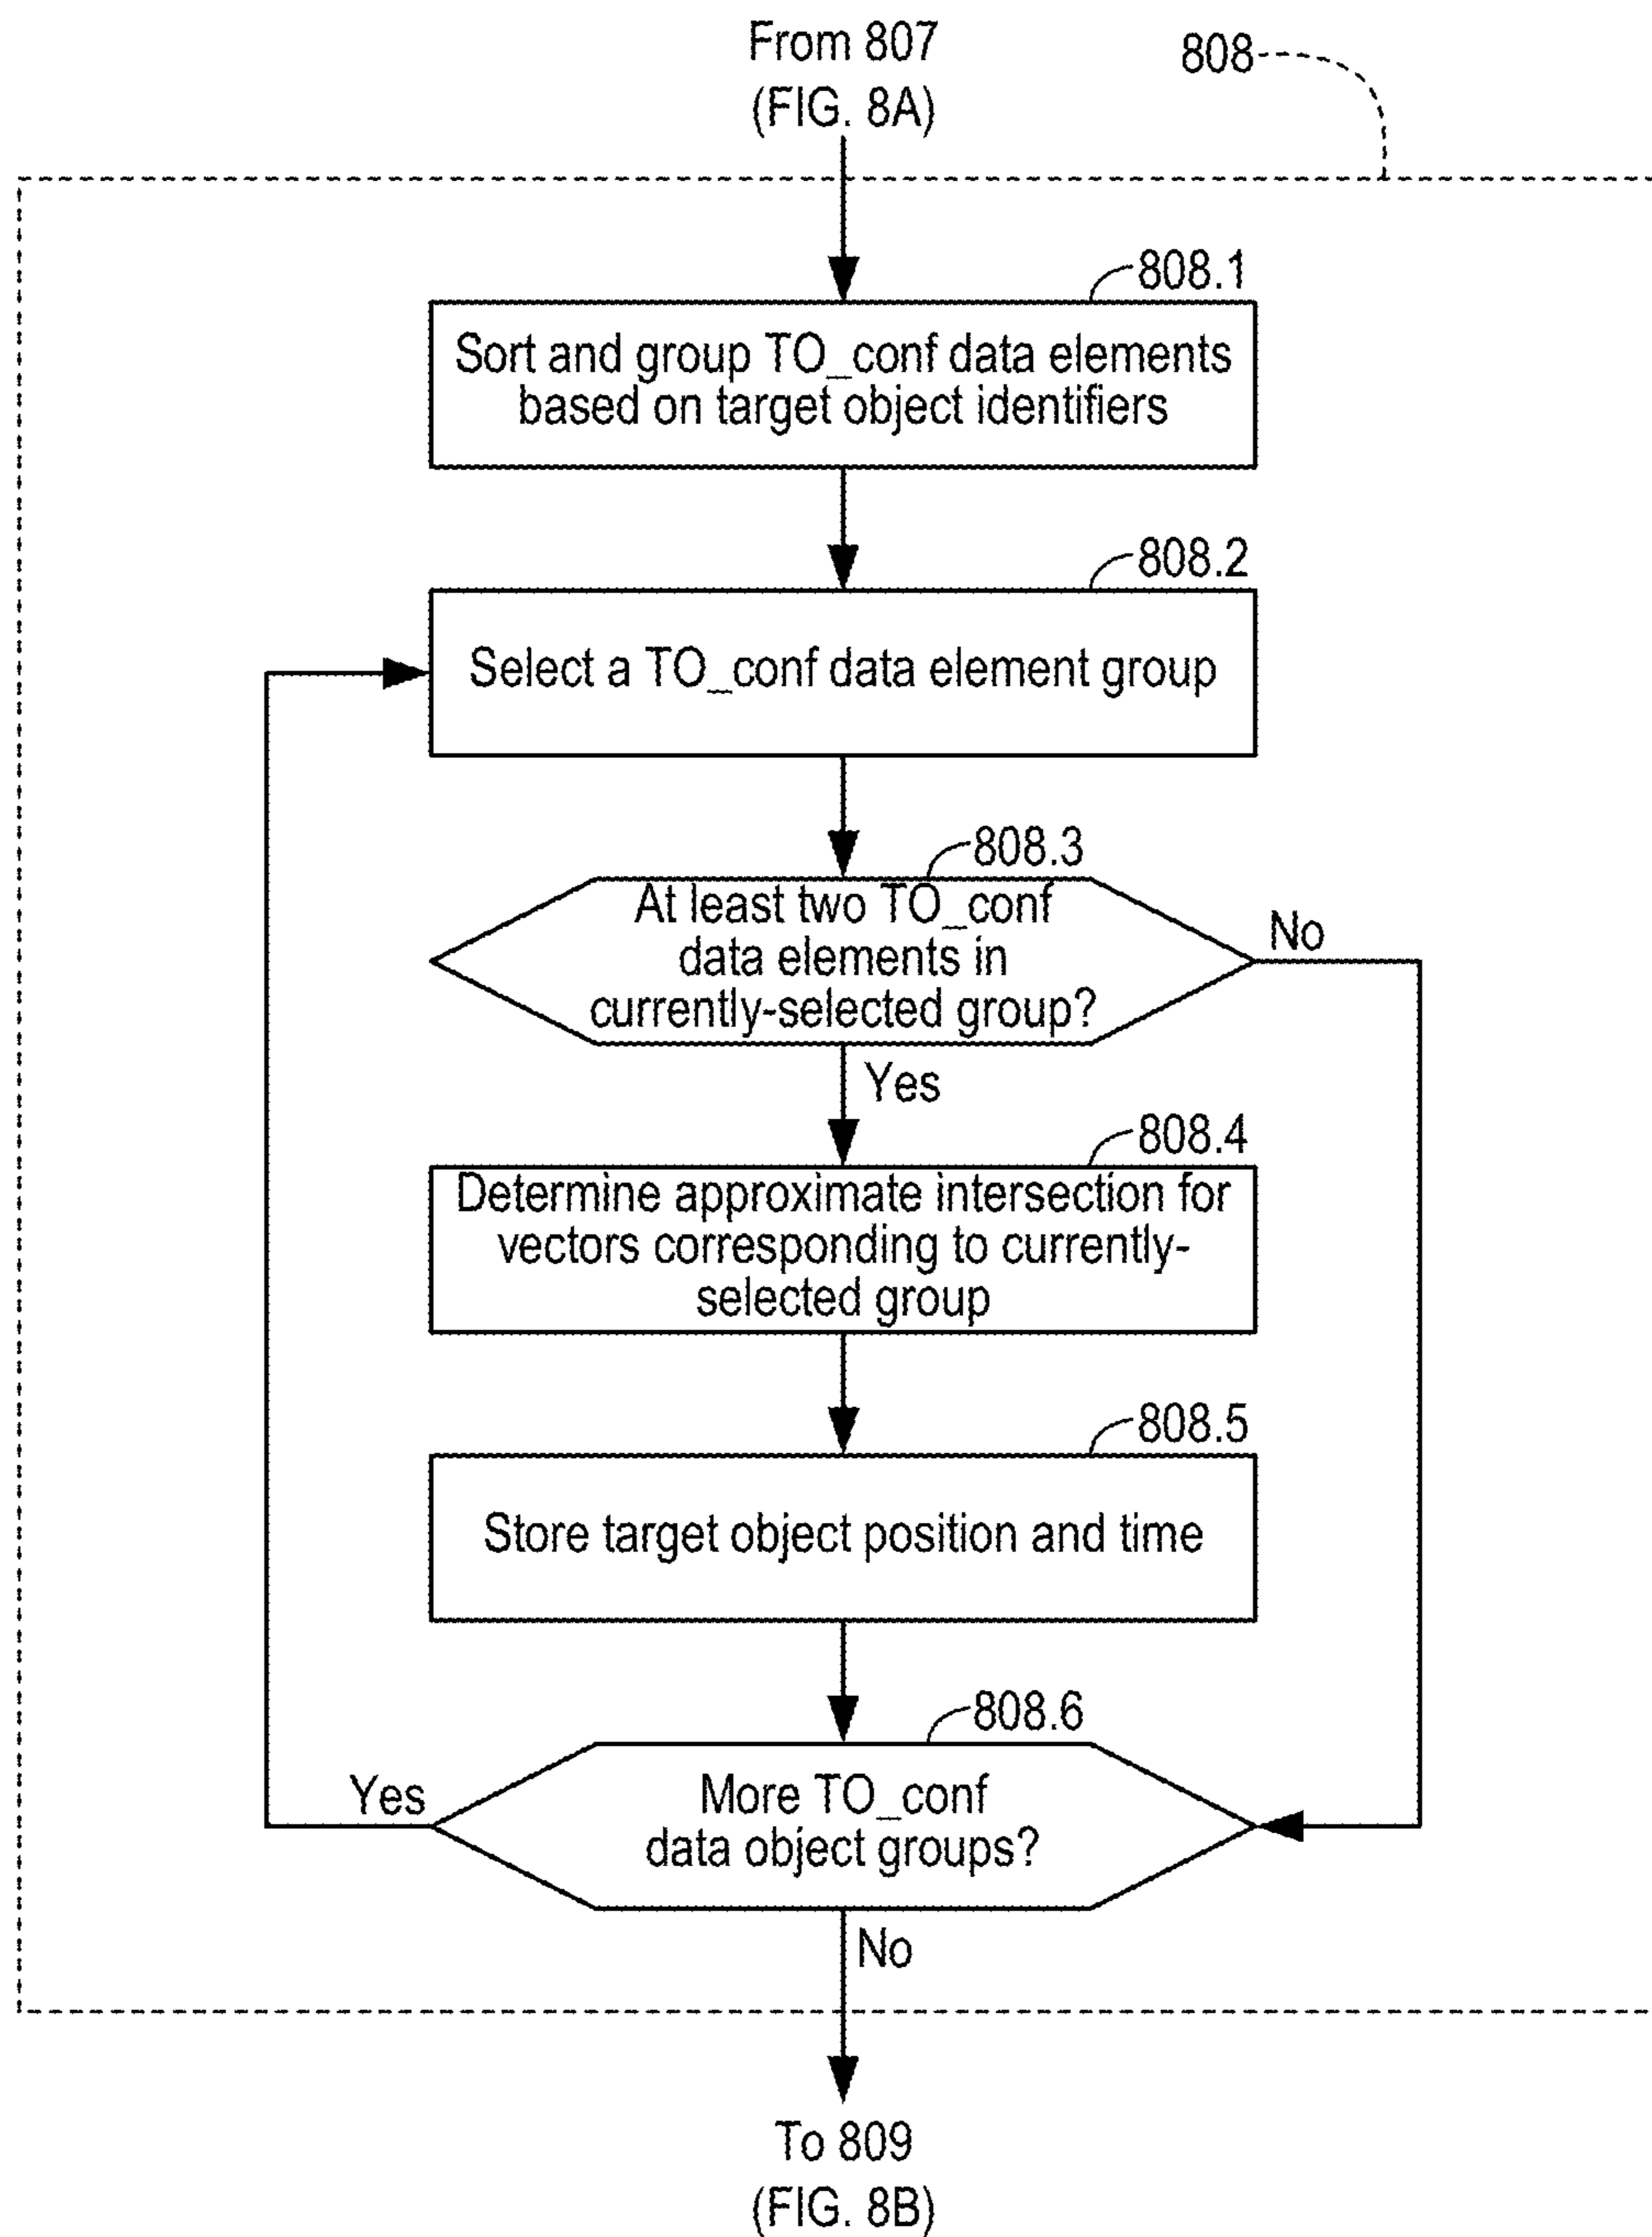 From 807
(FIG. 8A)
808
808.1
Sort and group TO_conf data elements
based on target object identifiers
808.2
Select a TO_conf data element group
808.3
At least two TO_conf
data elements in
currently-selected group?
No
Yes
808.4
Determine approximate intersection for
vectors corresponding to currently-
selected group
808.5
Store target object position and time
808.6
Yes
More TO_conf
data object groups?
No
To 809
(FIG. 8B)